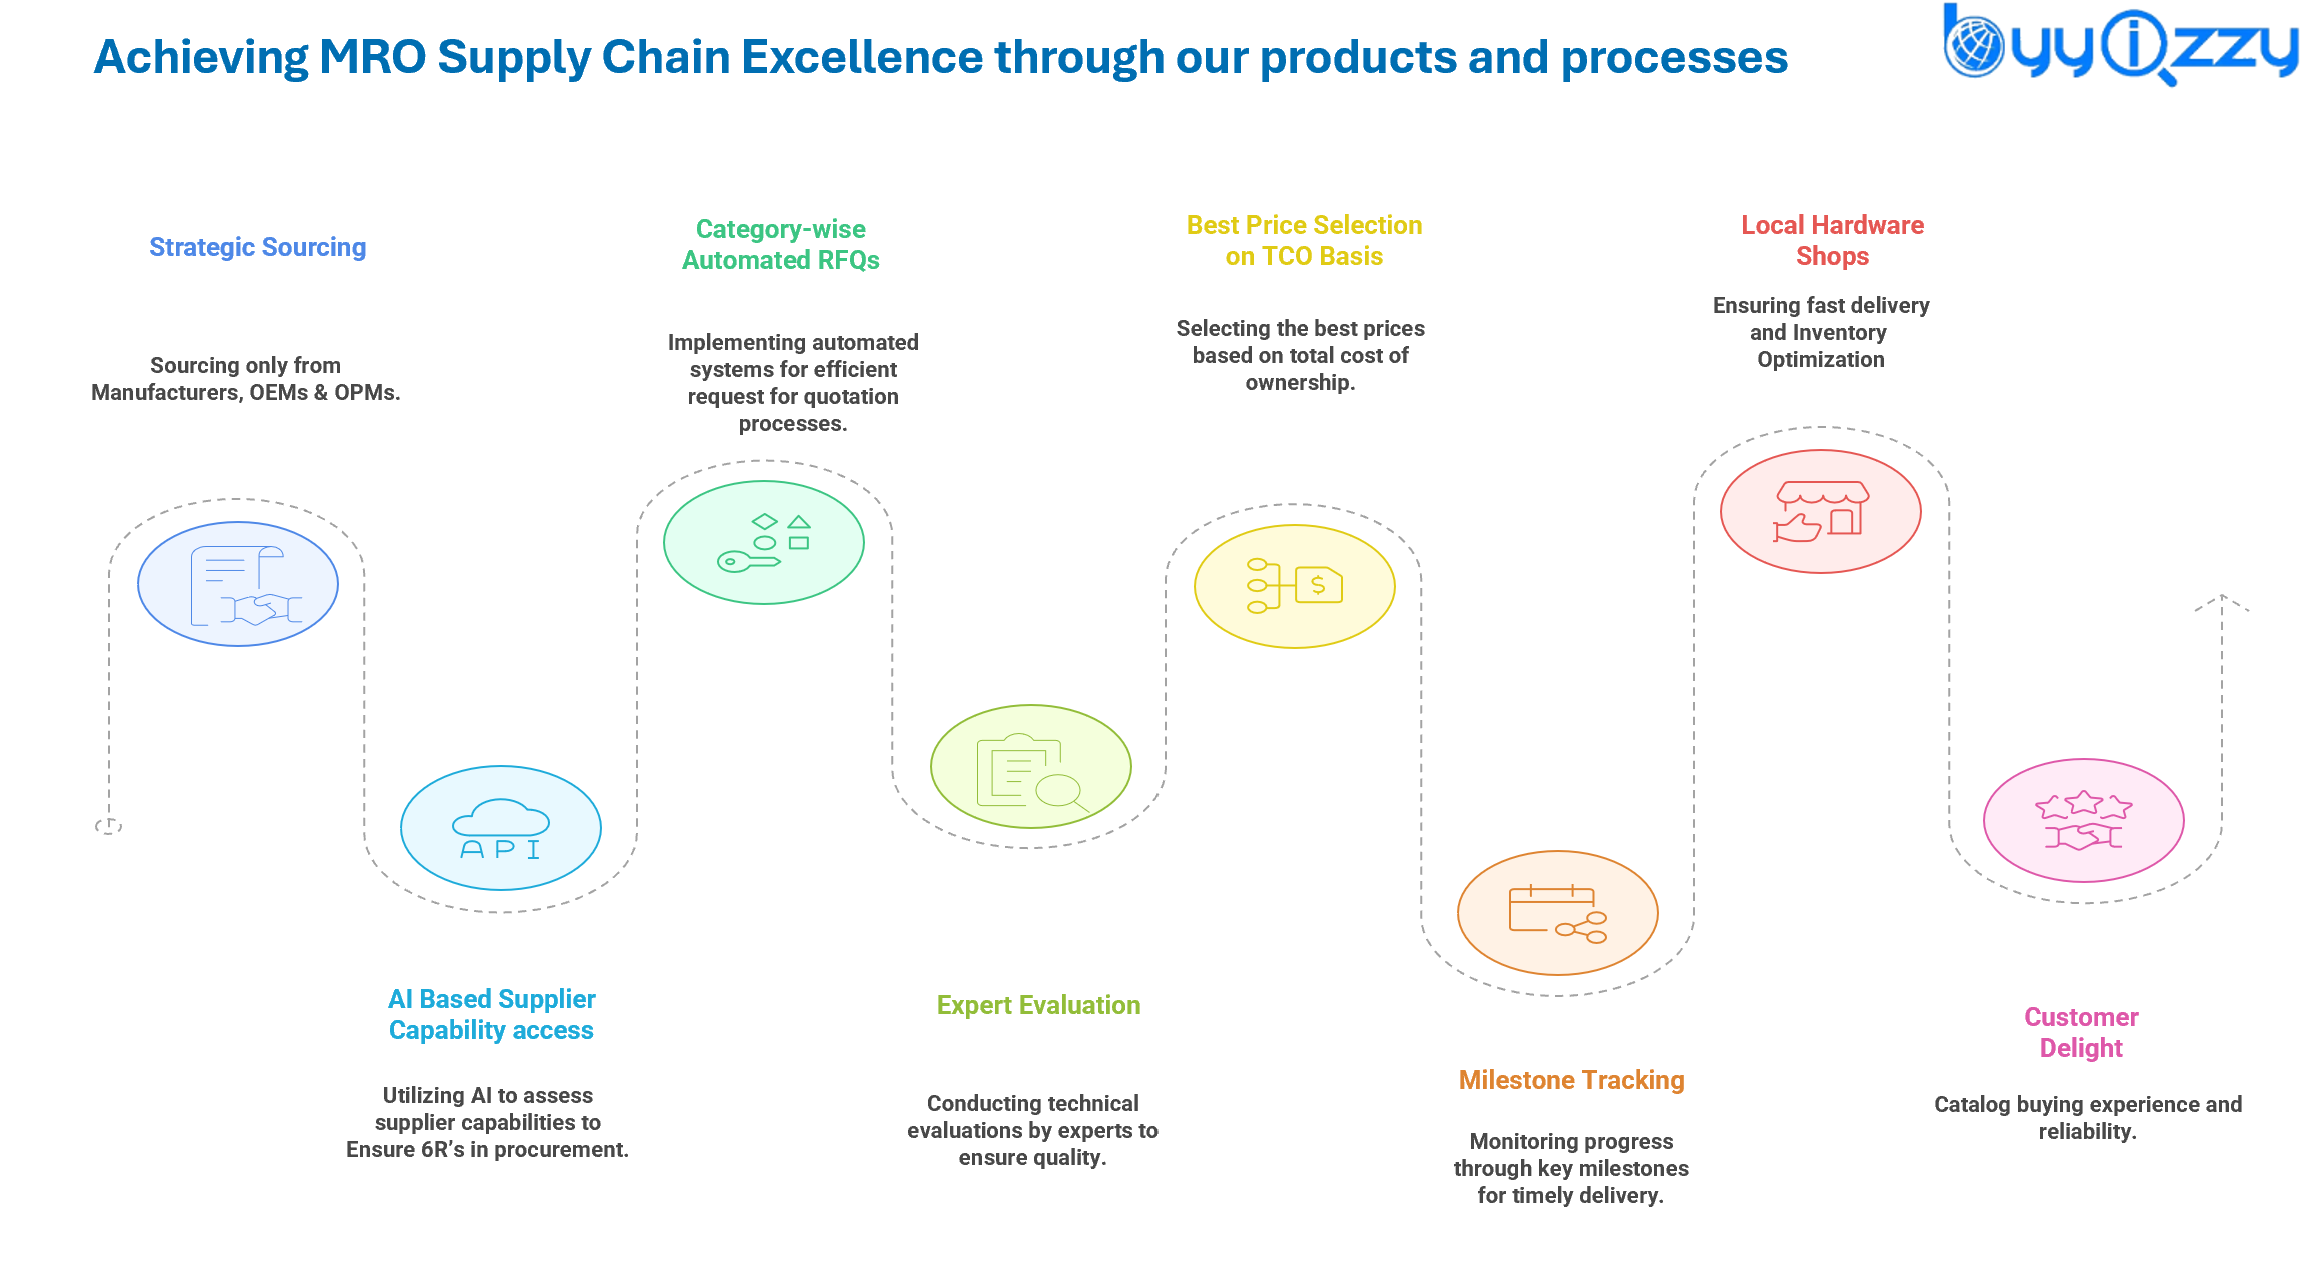 Achieving MRO Supply Chain Excellence through our products and processes
buyyizzy
Strategic Sourcing
Sourcing only from
Manufacturers, OEMs & OPMs.
AI Based Supplier
Capability access
Utilizing AI to assess
supplier capabilities to
Ensure 6R’s in procurement.
Category-wise
Automated RFQs
Implementing automated
systems for efficient
request for quotation
processes.
Expert Evaluation
Conducting technical
evaluations by experts to
ensure quality.
Best Price Selection
on TCO Basis
Selecting the best prices
based on total cost of
ownership.
$
Milestone Tracking
Monitoring progress
through key milestones
for timely delivery.
Local Hardware
Shops
Ensuring fast delivery
and Inventory
Optimization
Customer
Delight
Catalog buying experience and
reliability.
API